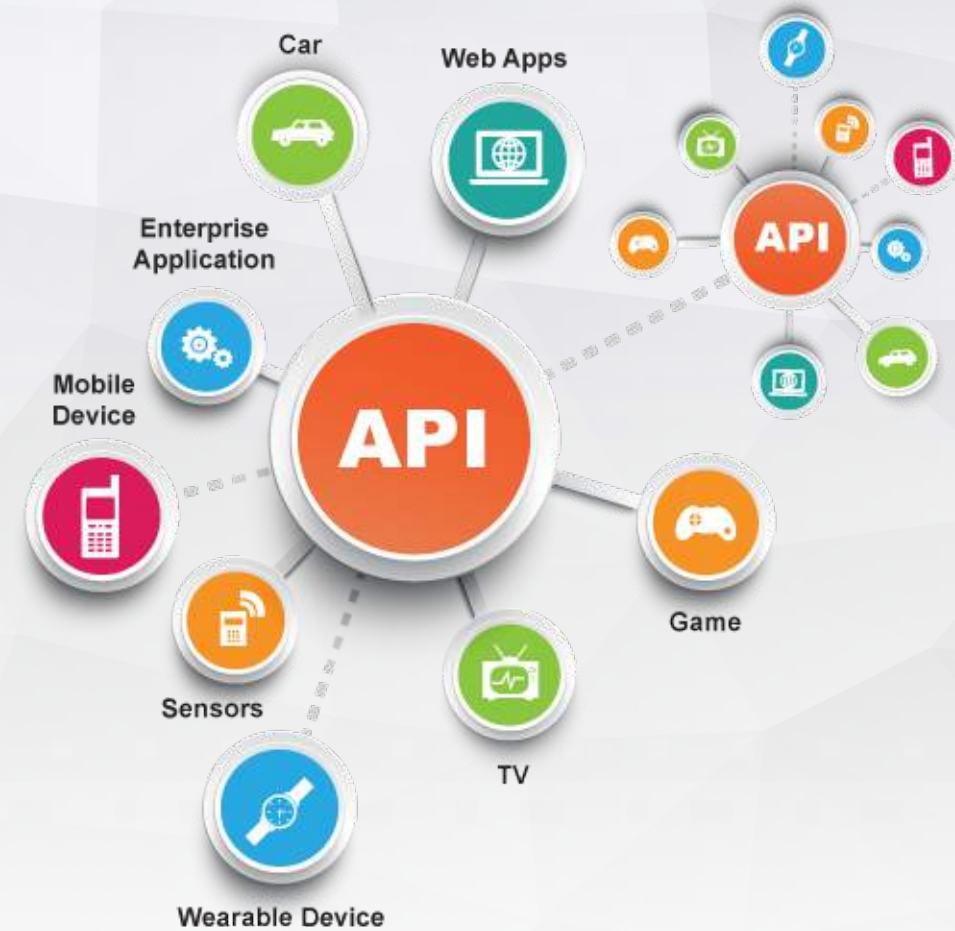 Car
Web Apps
Enterprise
Application
API
Mobile
Device
API
Game
Sensors
TV
Wearable Device